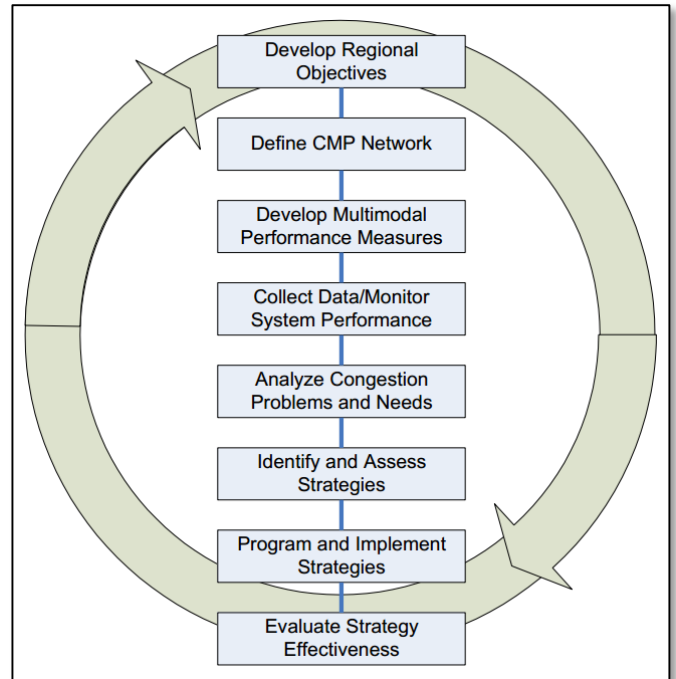 Develop Regional
Objectives
Define CMP Network
Develop Multimodal
Performance Measures
Collect Data/Monitor
System Performance
Analyze Congestion
Problems and Needs
Identify and Assess
Strategies
Program and Implement
Strategies
Evaluate Strategy
Effectiveness